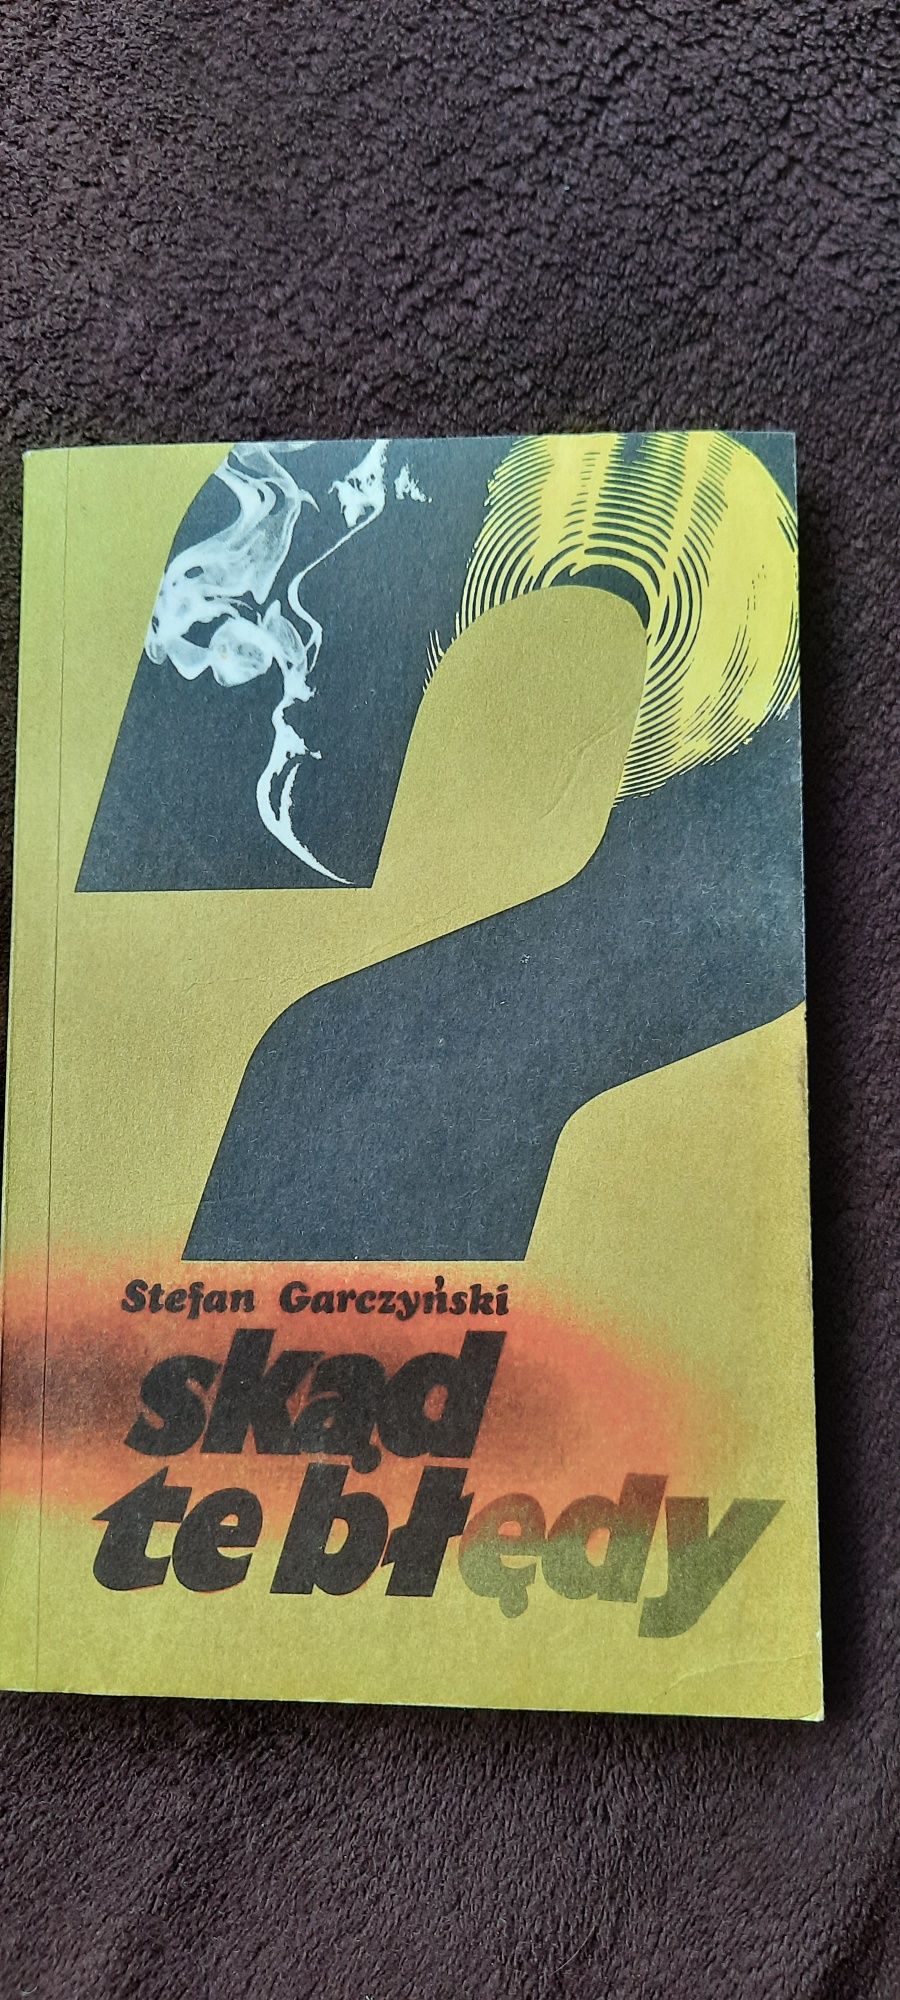 Stefan Garczyński
skąd
te błędy